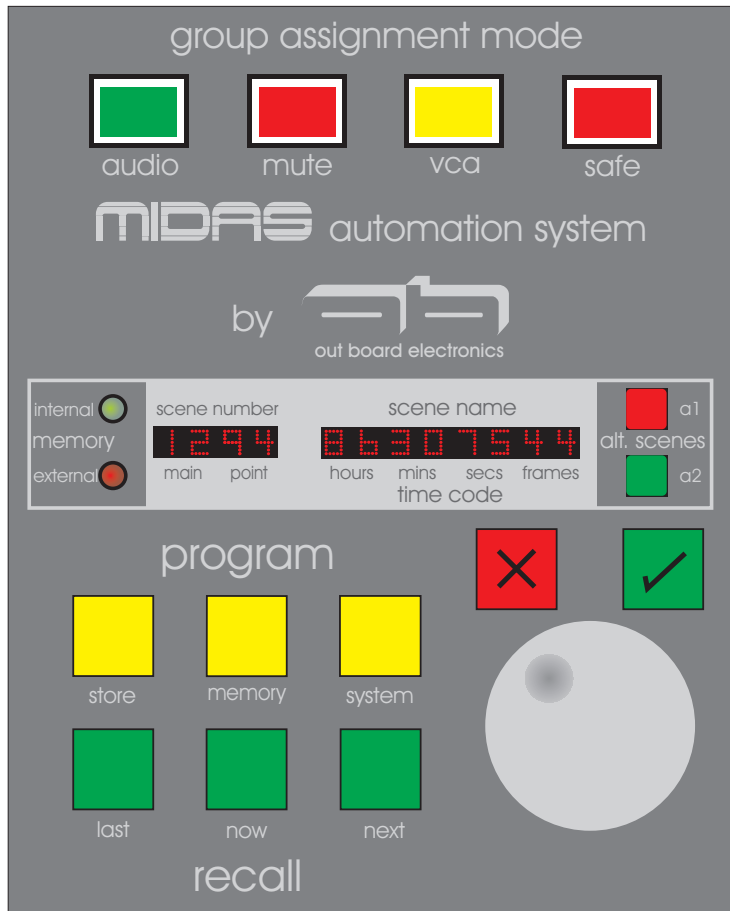 group assignment mode
audio mute vca safe
MIDAS automation system
by
out board electronics
internal scene number scene name a1
memory 1294 86307544 alt. scenes
external main point hours mins secs frames a2
time code
program
store memory system
last now next
recall